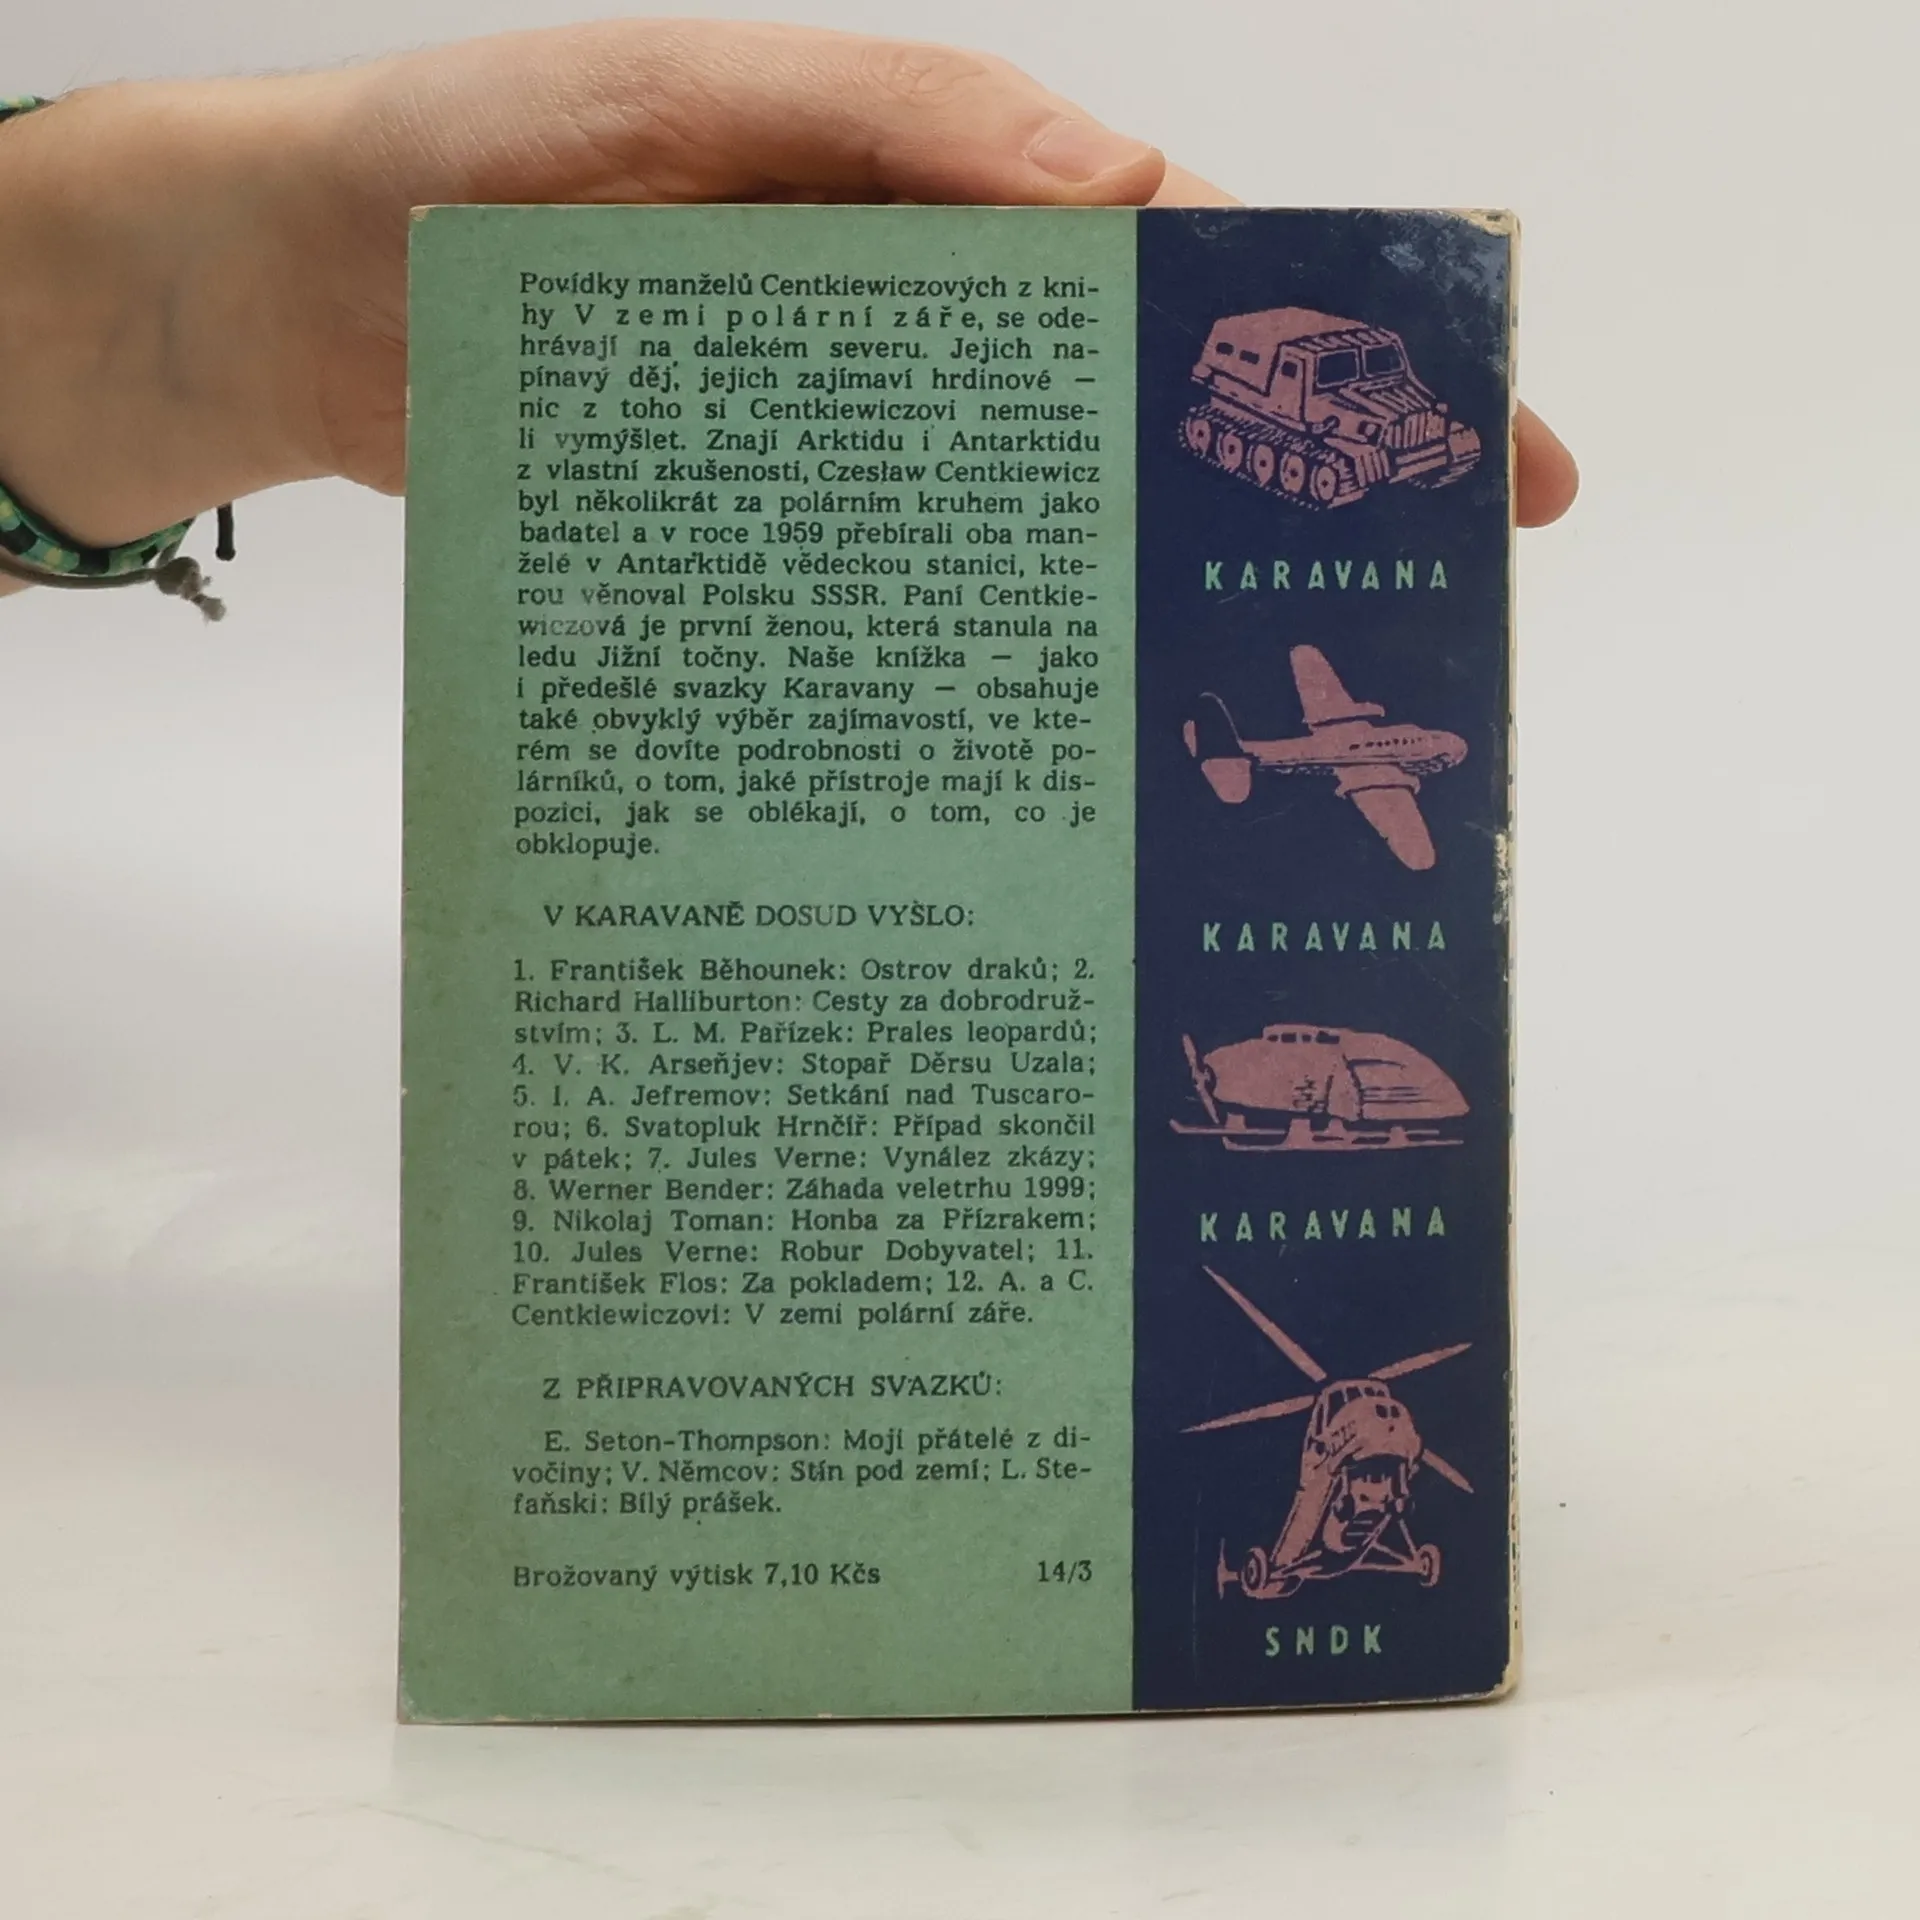 Povídky manželů Centkiewiczových z kni-
hy V zemi polární záře, se ode-
hrávají na dalekém severu. Jejich na-
pínavý děj, jejich zajímaví hrdinové —
nic z toho si Centkiewiczovi nemuse-
li vymýšlet. Znají Arktidu i Antarktidu
z vlastní zkušenosti, Czesław Centkiewicz
byl několikrát za polárním kruhem jako
badatel a v roce 1959 přebírali oba man-
želé v Antarktidě vědeckou stanici, kte-
rou věnoval Polsku SSSR. Paní Centkie-
wiczová je první ženou, která stanula na
ledu Jižní točny. Naše knížka — jako
i předešlé svazky Karavany — obsahuje
také obvyklý výběr zajímavostí, ve kte-
rém se dovíte podrobnosti o životě po-
lárníků, o tom, jaké přístroje mají k dis-
pozici, jak se oblékají, o tom, co je
obklopuje.
V KARAVANĚ DOSUD VYŠLO:
1. František Běhounek: Ostrov draků; 2.
Richard Halliburton: Cesty za dobrodruž-
stvím; 3. L. M. Pařízek: Prales leopardů;
4. V. K. Arseňjev: Stopař Děrsu Uzala;
5. I. A. Jefremov: Setkání nad Tuscaro-
rou; 6. Svatopluk Hrnčíř: Případ skončil
v pátek; 7. Jules Verne: Vynález zkázy;
8. Werner Bender: Záhada veletrhu 1999;
9. Nikolaj Toman: Honba za Přízrakem;
10. Jules Verne: Robur Dobyvatel; 11.
František Flos: Za pokladem; 12. A. a C.
Centkiewiczovi: V zemi polární záře.
Z PŘIPRAVOVANÝCH SVAZKŮ:
E. Seton-Thompson: Moji přátelé z di-
vočiny; V. Němcov: Stín pod zemí; L. Ste-
faňski: Bílý prášek.
Brožovaný výtisk 7,10 Kčs 14/3
KARAVANA
KARAVANA
KARAVANA
SNDK